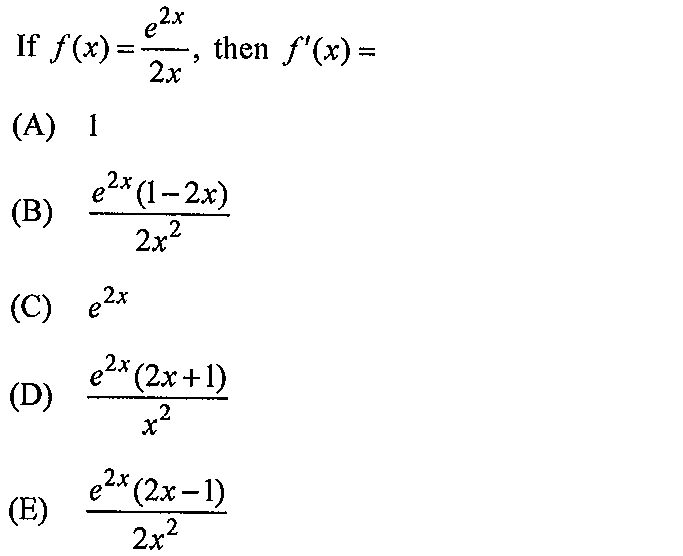 If f(x) = e^{2x}/2x, then f'(x) =
(A) 1
(B) e^{2x}(1−2x)/2x^2
(C) e^{2x}
(D) e^{2x}(2x+1)/x^2
(E) e^{2x}(2x−1)/2x^2